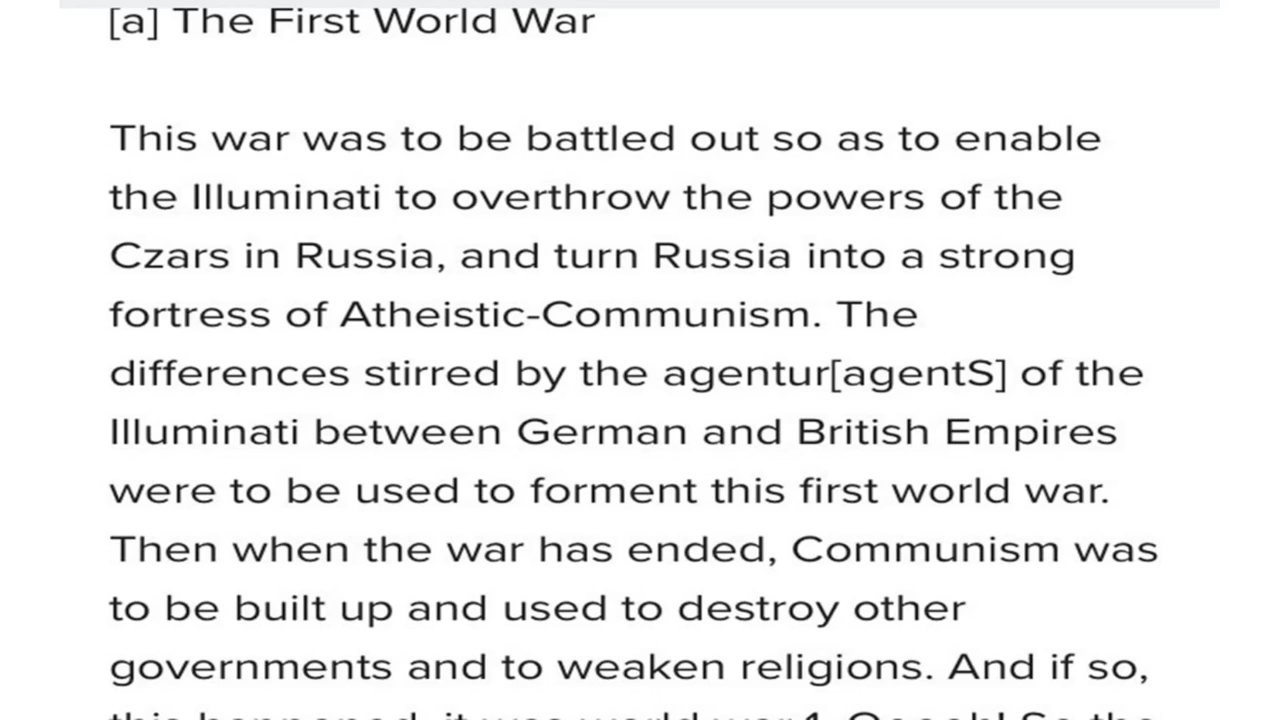 [a] The First World War
This war was to be battled out so as to enable
the Illuminati to overthrow the powers of the
Czars in Russia, and turn Russia into a strong
fortress of Atheistic-Communism. The
differences stirred by the agentur[agentS] of the
Illuminati between German and British Empires
were to be used to forment this first world war.
Then when the war has ended, Communism was
to be built up and used to destroy other
governments and to weaken religions. And if so,